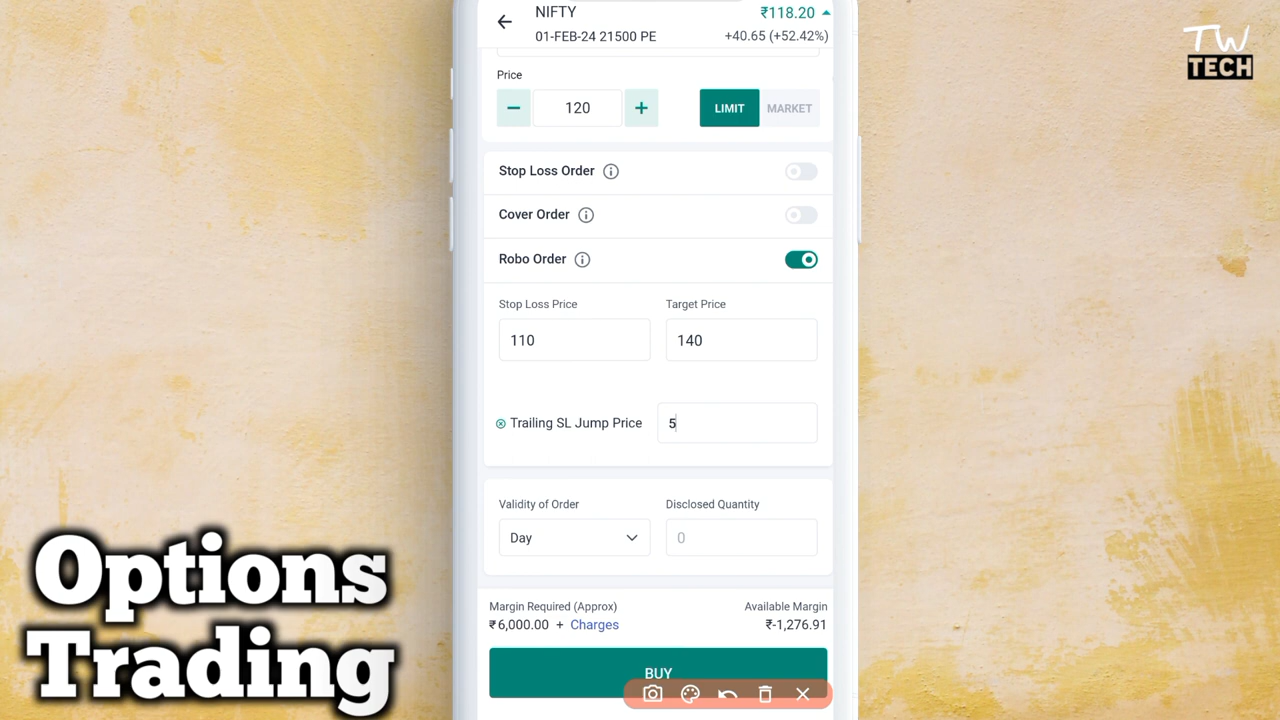 NIFTY
₹118.20
01-FEB-24 21500 PE
+40.65 (+52.42%)
TW
TECH
Price
120
LIMIT
MARKET
Stop Loss Order
Cover Order
Robo Order
Stop Loss Price
Target Price
110
140
Trailing SL Jump Price
5
Validity of Order
Disclosed Quantity
Day
0
Margin Required (Approx)
Available Margin
₹6,000.00 + Charges
₹-1,276.91
BUY
Options
Trading